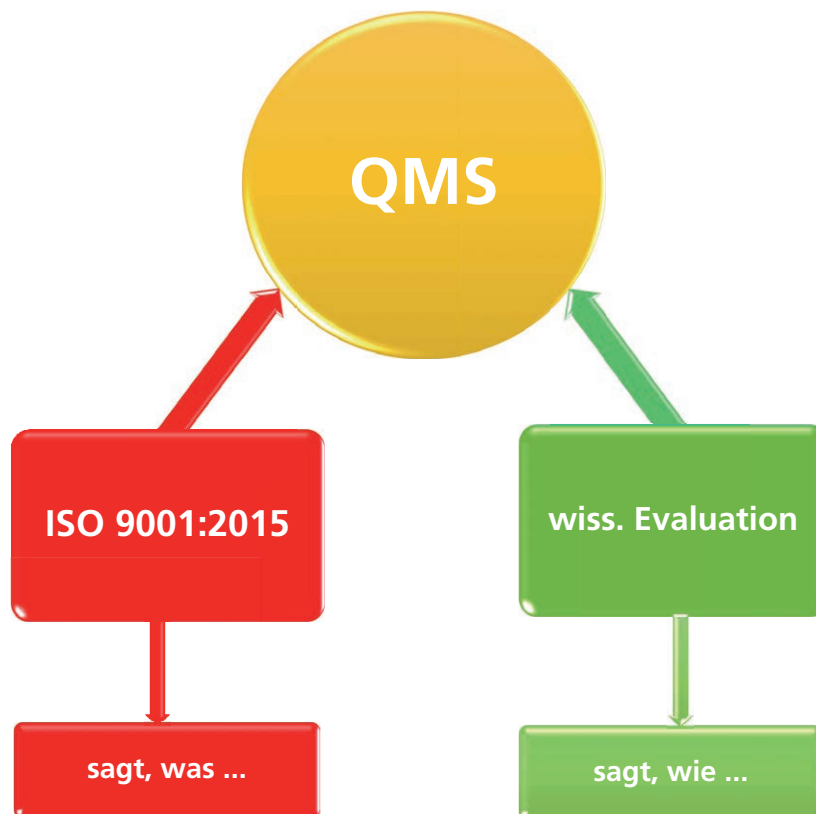 QMS
ISO 9001:2015
wiss. Evaluation
sagt, was ...
sagt, wie ...